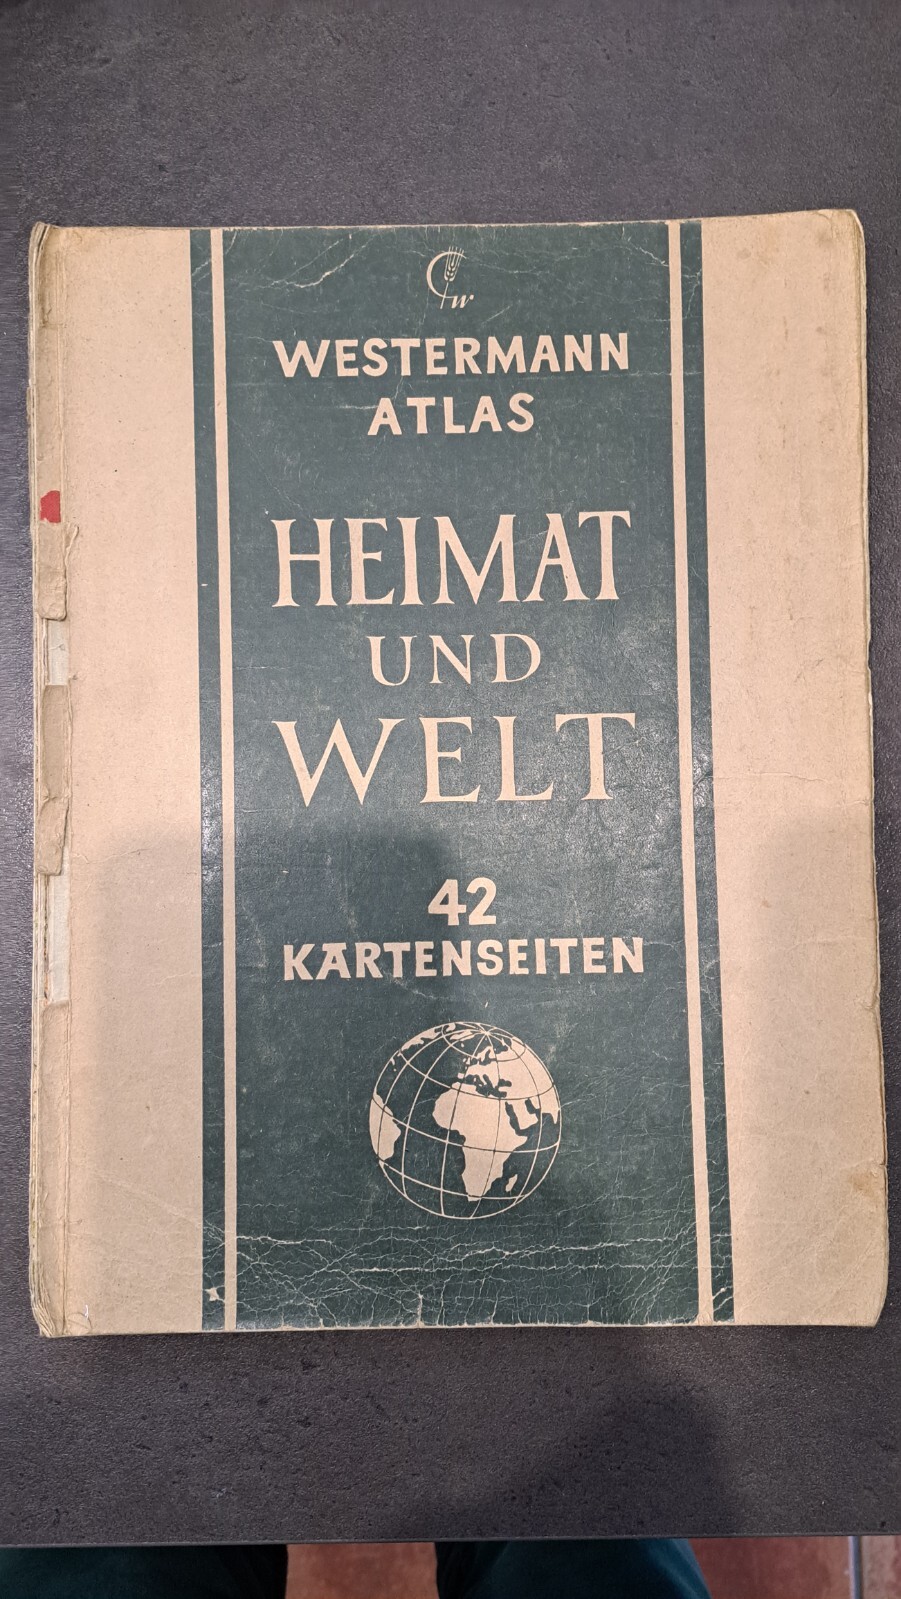 W
WESTERMANN
ATLAS
HEIMAT
UND
WELT
42
KARTENSEITEN